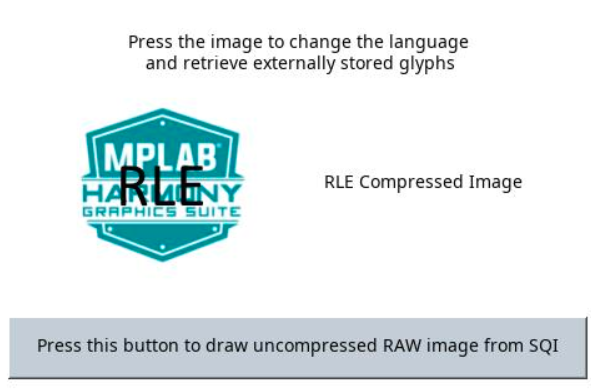 Press the image to change the language
and retrieve externally stored glyphs
MPLAB
RLE
HARMONY
GRAPHICS SUITE
RLE Compressed Image
Press this button to draw uncompressed RAW image from SQI